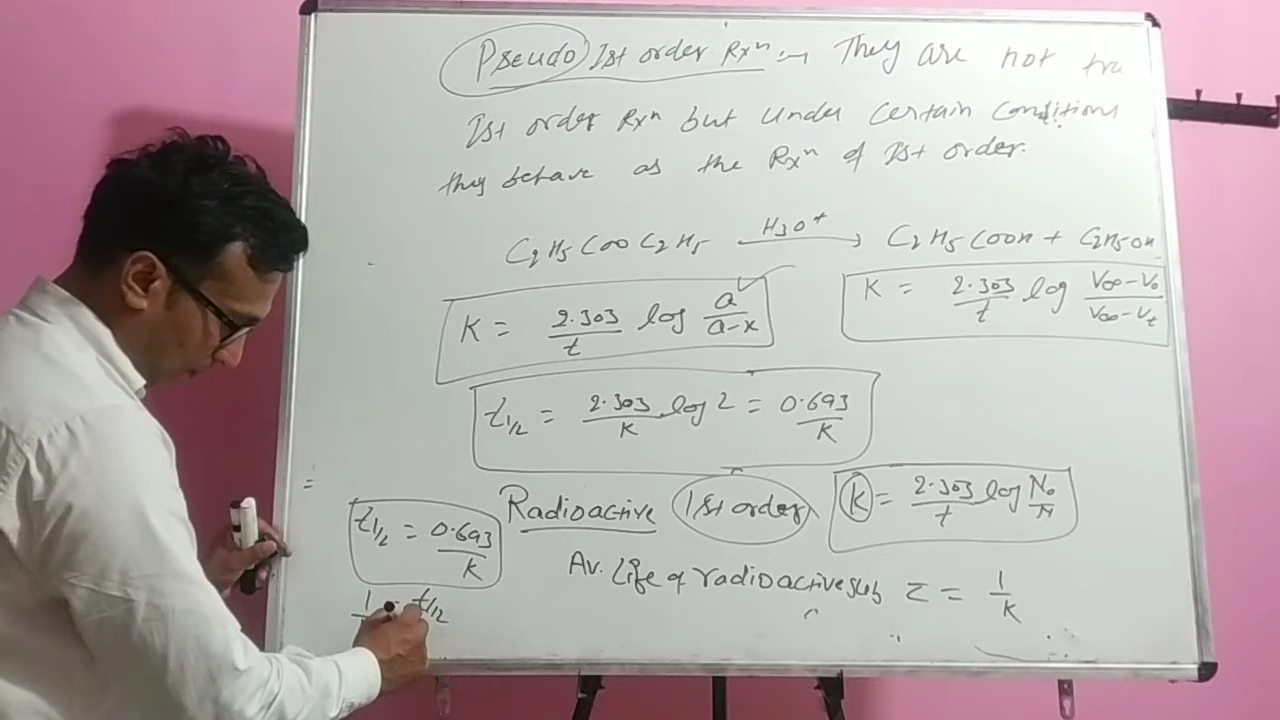 Pseudo Ist order Rxⁿ :→ They are not tru
Ist order Rxⁿ but under certain conditions
they behave as the Rxⁿ of Ist order.
C₂H₅COOC₂H₅ —H₃O⁺→ C₂H₅COOH + C₂H₅OH
K = 2.303/t log a/a-x
K = 2.303/t log V∞-V₀/V∞-Vₜ
t₁/₂ = 2.303/K log 2 = 0.693/K
=
t₁/₂ = 0.693/K
Radioactive 1st order
k = 2.303/t log N₀/N
Av. Life of radioactive sub τ = 1/K
1 = t₁/₂